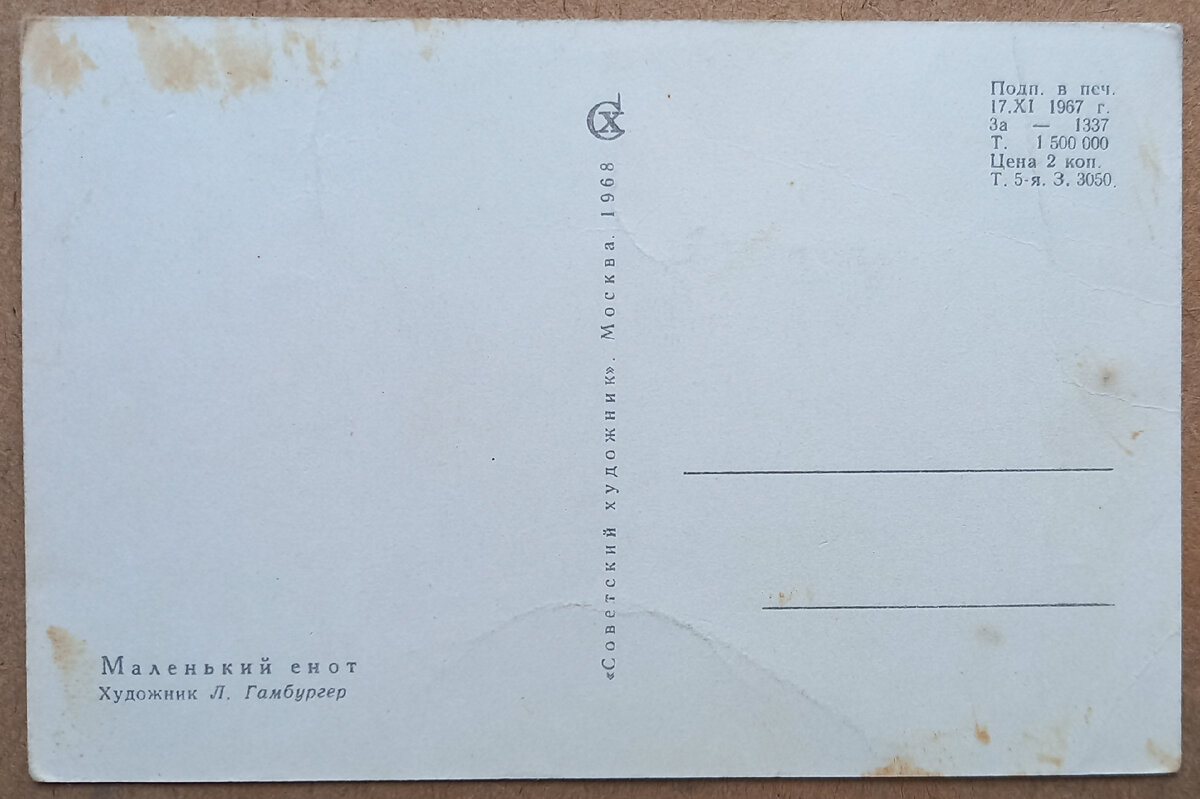 Подп. в печ.
17.XI 1967 г.
За — 1337
Т. 1 500 000
Цена 2 коп.
Т. 5-я. З. 3050.
СХ
«Советский художник». Москва. 1968
Маленький енот
Художник Л. Гамбургер